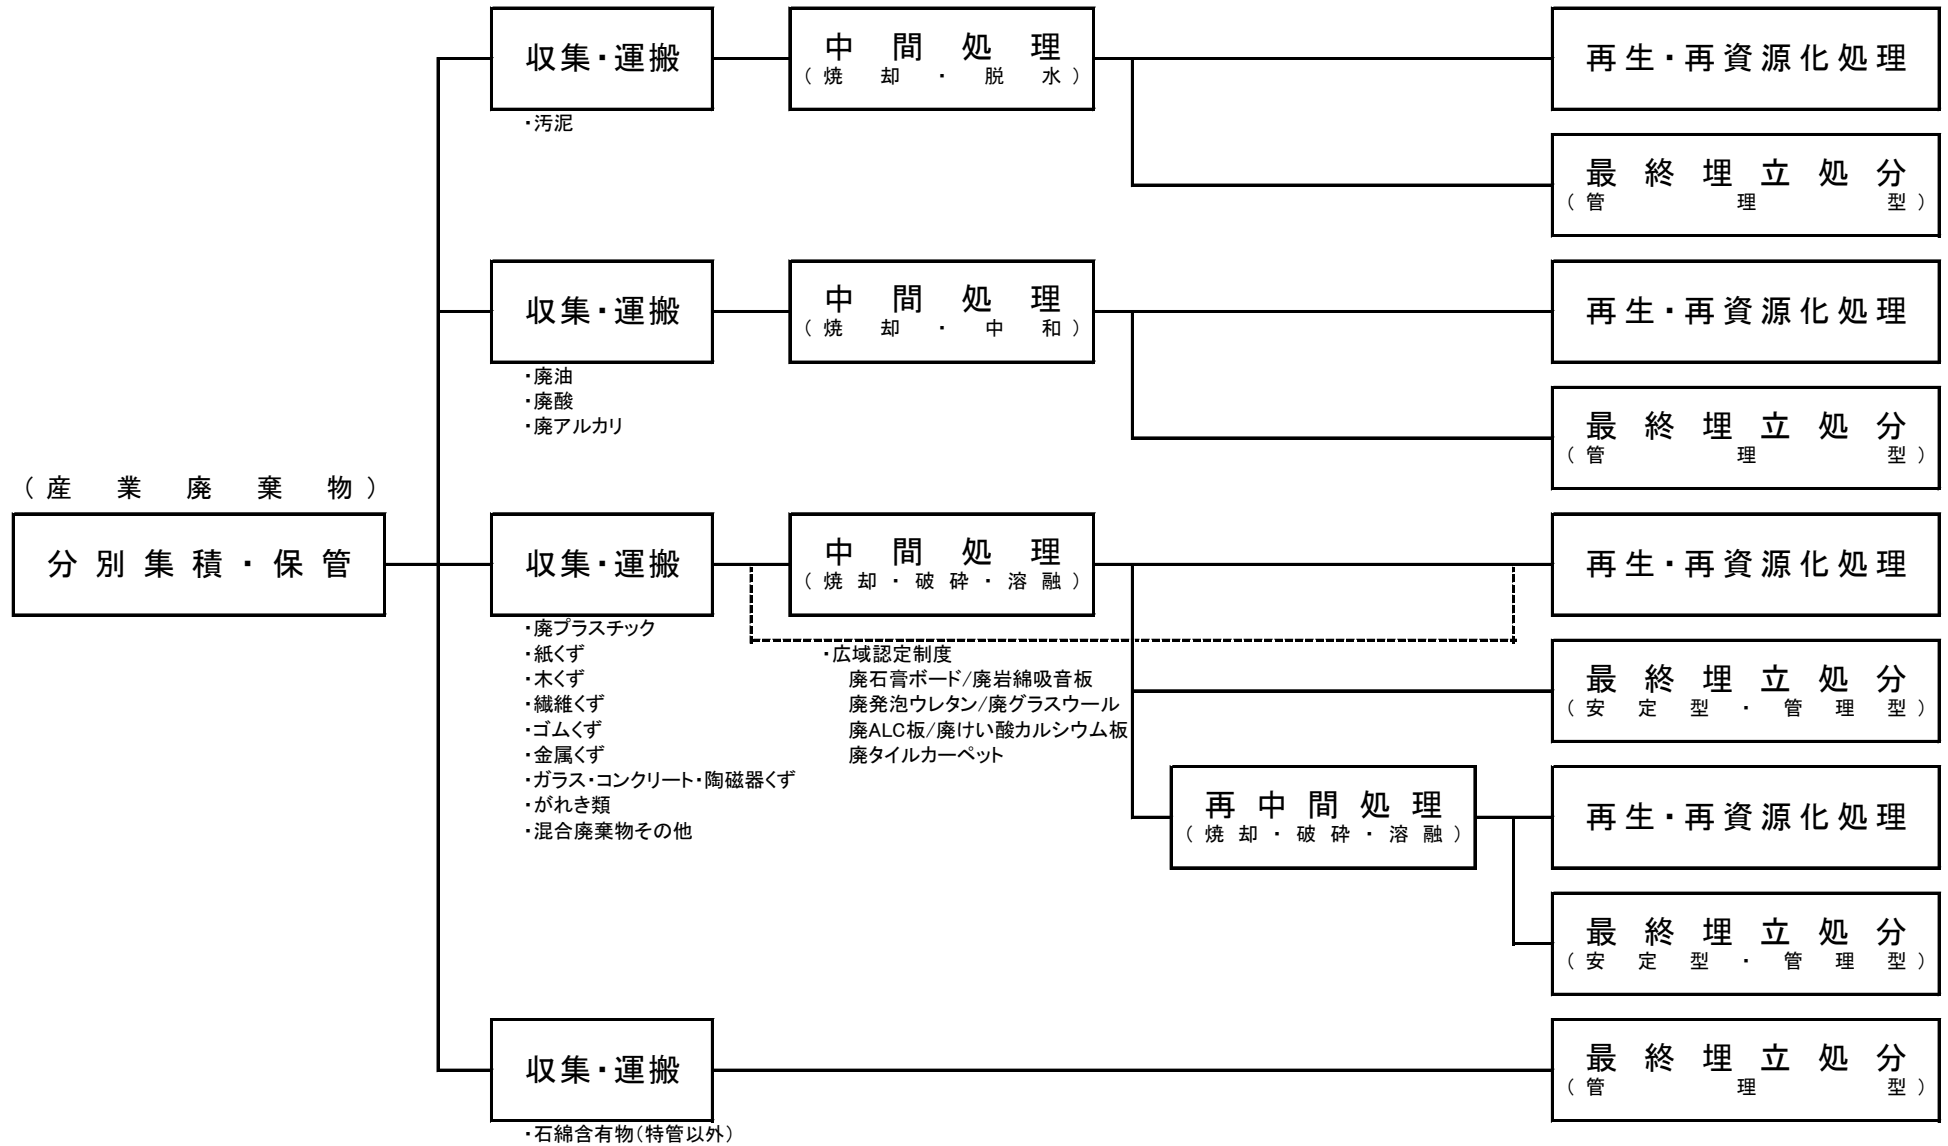 収集・運搬
中間処理
（焼却・脱水）
再生・再資源化処理
・汚泥
最終埋立処分
（管理型）
収集・運搬
中間処理
（焼却・中和）
再生・再資源化処理
・廃油
・廃酸
・廃アルカリ
最終埋立処分
（管理型）
（産業廃棄物）
分別集積・保管
収集・運搬
中間処理
（焼却・破砕・溶融）
再生・再資源化処理
・廃プラスチック
・紙くず
・木くず
・繊維くず
・ゴムくず
・金属くず
・ガラス・コンクリート・陶磁器くず
・がれき類
・混合廃棄物その他
・広域認定制度
廃石膏ボード/廃岩綿吸音板
廃発泡ウレタン/廃グラスウール
廃ALC板/廃けい酸カルシウム板
廃タイルカーペット
最終埋立処分
（安定型・管理型）
再中間処理
（焼却・破砕・溶融）
再生・再資源化処理
最終埋立処分
（安定型・管理型）
収集・運搬
最終埋立処分
（管理型）
・石綿含有物（特管以外）